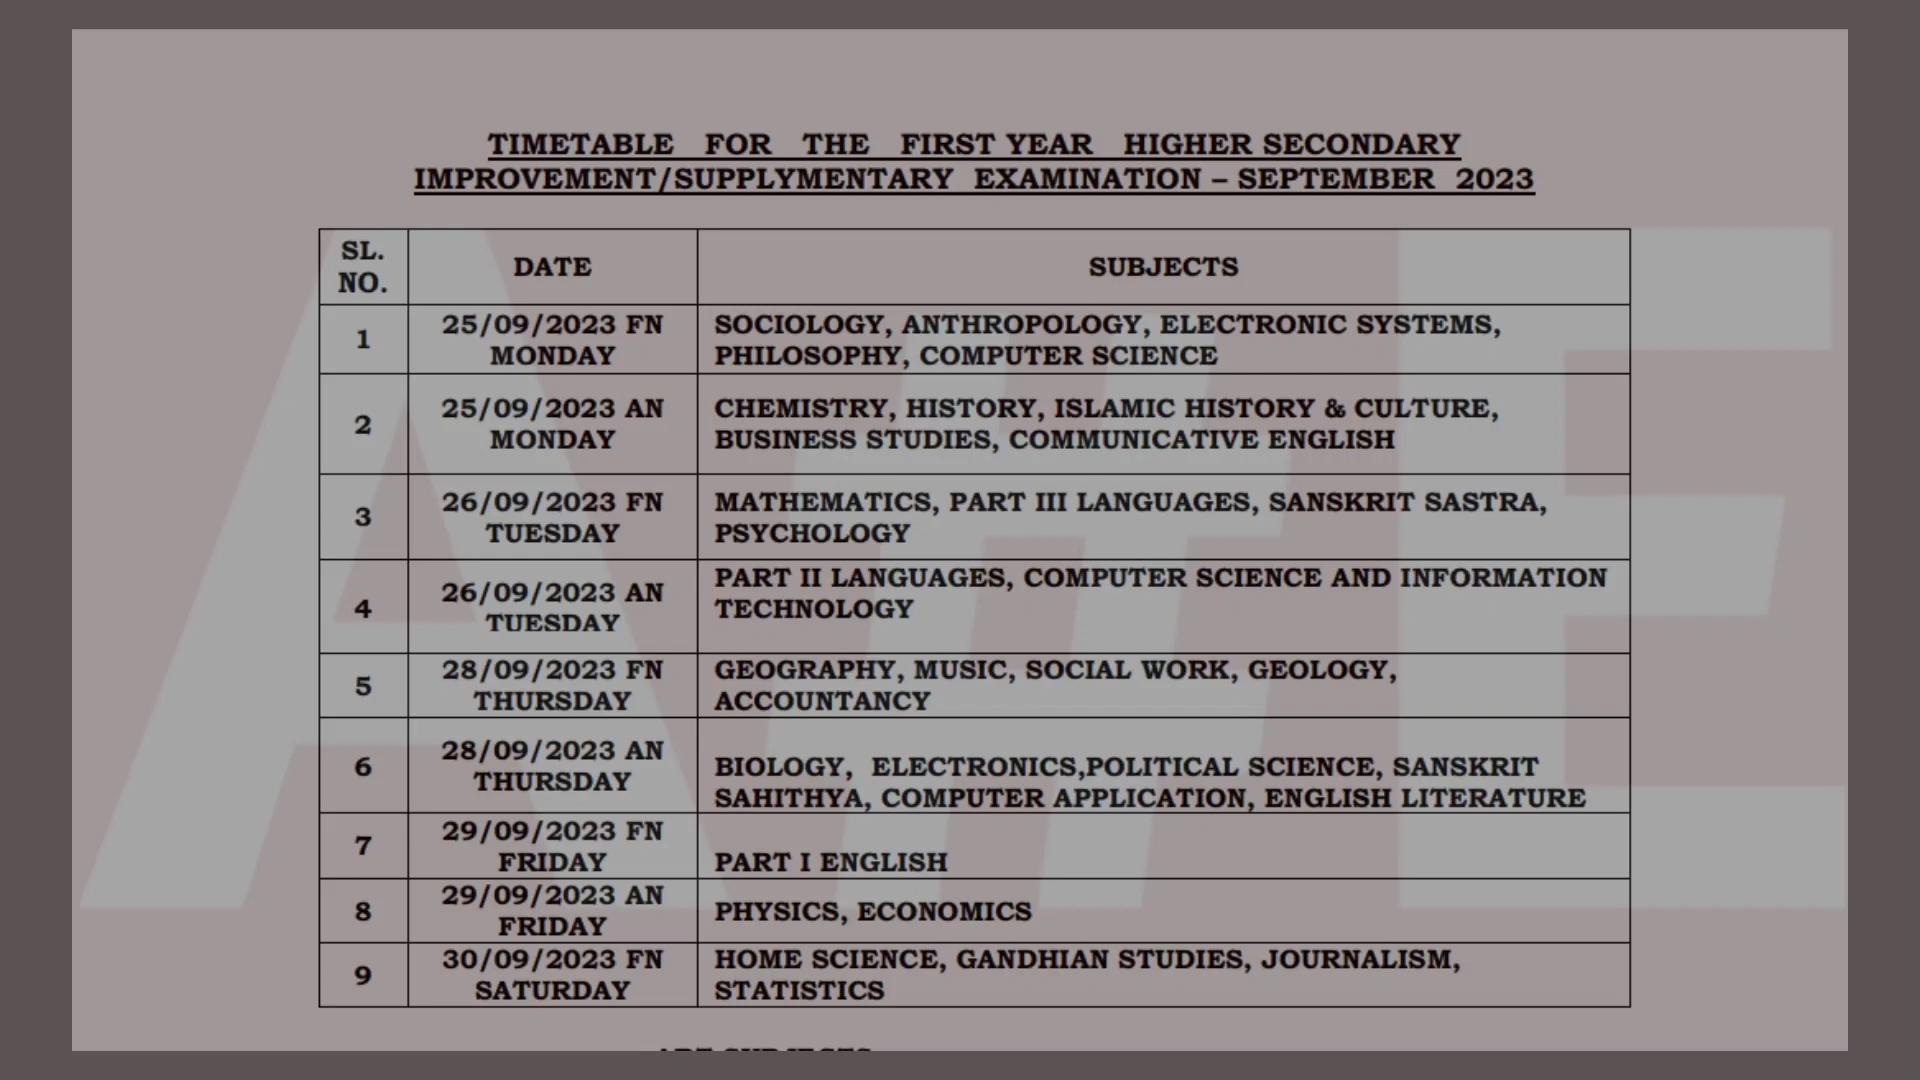 TIMETABLE FOR THE FIRST YEAR HIGHER SECONDARY
IMPROVEMENT/SUPPLYMENTARY EXAMINATION – SEPTEMBER 2023
SL. NO. DATE SUBJECTS
1 25/09/2023 FN MONDAY SOCIOLOGY, ANTHROPOLOGY, ELECTRONIC SYSTEMS,
PHILOSOPHY, COMPUTER SCIENCE
2 25/09/2023 AN MONDAY CHEMISTRY, HISTORY, ISLAMIC HISTORY & CULTURE,
BUSINESS STUDIES, COMMUNICATIVE ENGLISH
3 26/09/2023 FN TUESDAY MATHEMATICS, PART III LANGUAGES, SANSKRIT SASTRA,
PSYCHOLOGY
4 26/09/2023 AN TUESDAY PART II LANGUAGES, COMPUTER SCIENCE AND INFORMATION
TECHNOLOGY
5 28/09/2023 FN THURSDAY GEOGRAPHY, MUSIC, SOCIAL WORK, GEOLOGY,
ACCOUNTANCY
6 28/09/2023 AN THURSDAY BIOLOGY, ELECTRONICS,POLITICAL SCIENCE, SANSKRIT
SAHITHYA, COMPUTER APPLICATION, ENGLISH LITERATURE
7 29/09/2023 FN FRIDAY PART I ENGLISH
8 29/09/2023 AN FRIDAY PHYSICS, ECONOMICS
9 30/09/2023 FN SATURDAY HOME SCIENCE, GANDHIAN STUDIES, JOURNALISM,
STATISTICS